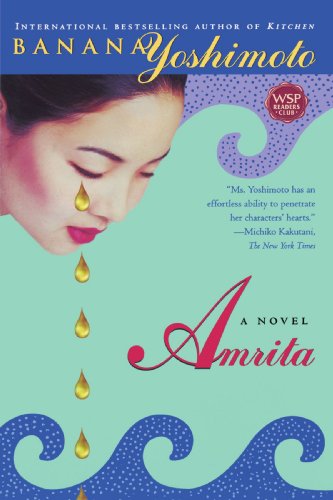 INTERNATIONAL BESTSELLING AUTHOR OF KITCHEN
BANANA Yoshimoto
WSP
READERS
CLUB
"Ms. Yoshimoto has an
effortless ability to penetrate
her characters' hearts."
—Michiko Kakutani,
The New York Times
A NOVEL
Amrita